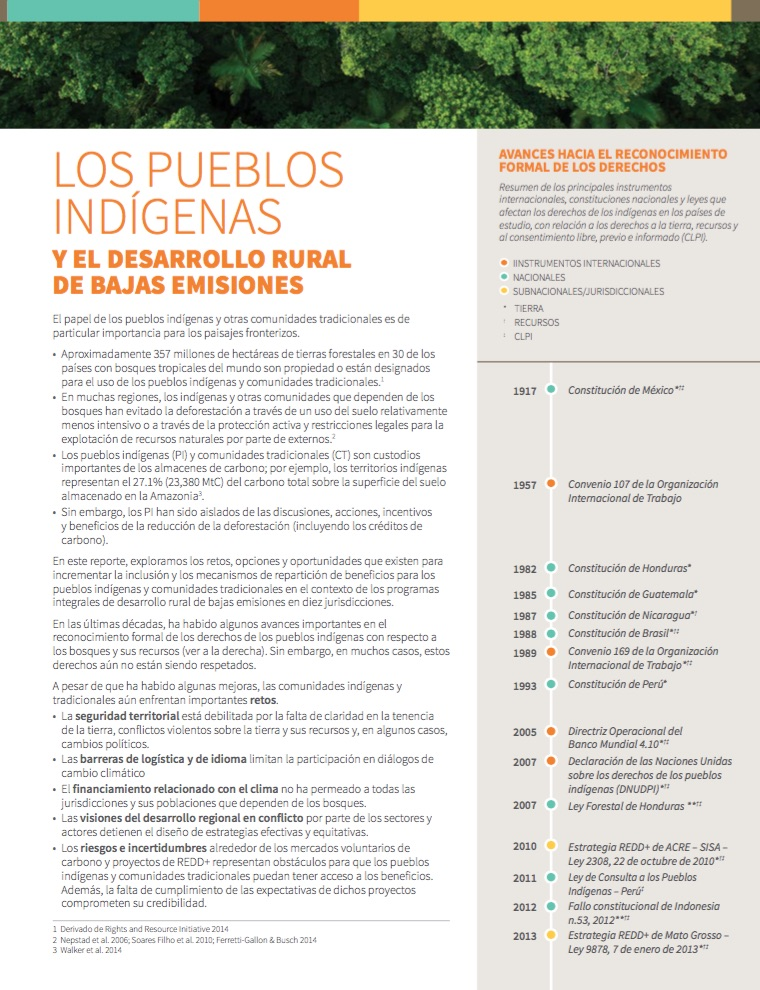 LOS PUEBLOS
INDÍGENAS
Y EL DESARROLLO RURAL
DE BAJAS EMISIONES
El papel de los pueblos indígenas y otras comunidades tradicionales es de
particular importancia para los paisajes fronterizos.
• Aproximadamente 357 millones de hectáreas de tierras forestales en 30 de los
países con bosques tropicales del mundo son propiedad o están designados
para el uso de los pueblos indígenas y comunidades tradicionales.¹
• En muchas regiones, los indígenas y otras comunidades que dependen de los
bosques han evitado la deforestación a través de un uso del suelo relativamente
menos intensivo o a través de la protección activa y restricciones legales para la
explotación de recursos naturales por parte de externos.²
• Los pueblos indígenas (PI) y comunidades tradicionales (CT) son custodios
importantes de los almacenes de carbono; por ejemplo, los territorios indígenas
representan el 27.1% (23,380 MtC) del carbono total sobre la superficie del suelo
almacenado en la Amazonia³.
• Sin embargo, los PI han sido aislados de las discusiones, acciones, incentivos
y beneficios de la reducción de la deforestación (incluyendo los créditos de
carbono).
En este reporte, exploramos los retos, opciones y oportunidades que existen para
incrementar la inclusión y los mecanismos de repartición de beneficios para los
pueblos indígenas y comunidades tradicionales en el contexto de los programas
integrales de desarrollo rural de bajas emisiones en diez jurisdicciones.
En las últimas décadas, ha habido algunos avances importantes en el
reconocimiento formal de los derechos de los pueblos indígenas con respecto a
los bosques y sus recursos (ver a la derecha). Sin embargo, en muchos casos, estos
derechos aún no están siendo respetados.
A pesar de que ha habido algunas mejoras, las comunidades indígenas y
tradicionales aún enfrentan importantes retos.
• La seguridad territorial está debilitada por la falta de claridad en la tenencia
de la tierra, conflictos violentos sobre la tierra y sus recursos y, en algunos casos,
cambios políticos.
• Las barreras de logística y de idioma limitan la participación en diálogos de
cambio climático
• El financiamiento relacionado con el clima no ha permeado a todas las
jurisdicciones y sus poblaciones que dependen de los bosques.
• Las visiones del desarrollo regional en conflicto por parte de los sectores y
actores detienen el diseño de estrategias efectivas y equitativas.
• Los riesgos e incertidumbres alrededor de los mercados voluntarios de
carbono y proyectos de REDD+ representan obstáculos para que los pueblos
indígenas y comunidades tradicionales puedan tener acceso a los beneficios.
Además, la falta de cumplimiento de las expectativas de dichos proyectos
comprometen su credibilidad.
1 Derivado de Rights and Resource Initiative 2014
2 Nepstad et al. 2006; Soares Filho et al. 2010; Ferretti-Gallon & Busch 2014
3 Walker et al. 2014
AVANCES HACIA EL RECONOCIMIENTO
FORMAL DE LOS DERECHOS
Resumen de los principales instrumentos
internacionales, constituciones nacionales y leyes que
afectan los derechos de los indígenas en los países de
estudio, con relación a los derechos a la tierra, recursos y
al consentimiento libre, previo e informado (CLPI).
IINSTRUMENTOS INTERNACIONALES
NACIONALES
SUBNACIONALES/JURISDICCIONALES
* TIERRA
† RECURSOS
‡ CLPI
1917 Constitución de México*†‡
1957 Convenio 107 de la Organización
Internacional de Trabajo
1982 Constitución de Honduras*
1985 Constitución de Guatemala*
1987 Constitución de Nicaragua*†
1988 Constitución de Brasil*†‡
1989 Convenio 169 de la Organización
Internacional de Trabajo*†‡
1993 Constitución de Perú*
2005 Directriz Operacional del
Banco Mundial 4.10*†‡
2007 Declaración de las Naciones Unidas
sobre los derechos de los pueblos
indígenas (DNUDPI)*†‡
2007 Ley Forestal de Honduras **†‡
2010 Estrategia REDD+ de ACRE – SISA –
Ley 2308, 22 de octubre de 2010*†‡
2011 Ley de Consulta a los Pueblos
Indígenas – Perú‡
2012 Fallo constitucional de Indonesia
n.53, 2012**†‡
2013 Estrategia REDD+ de Mato Grosso –
Ley 9878, 7 de enero de 2013*†‡